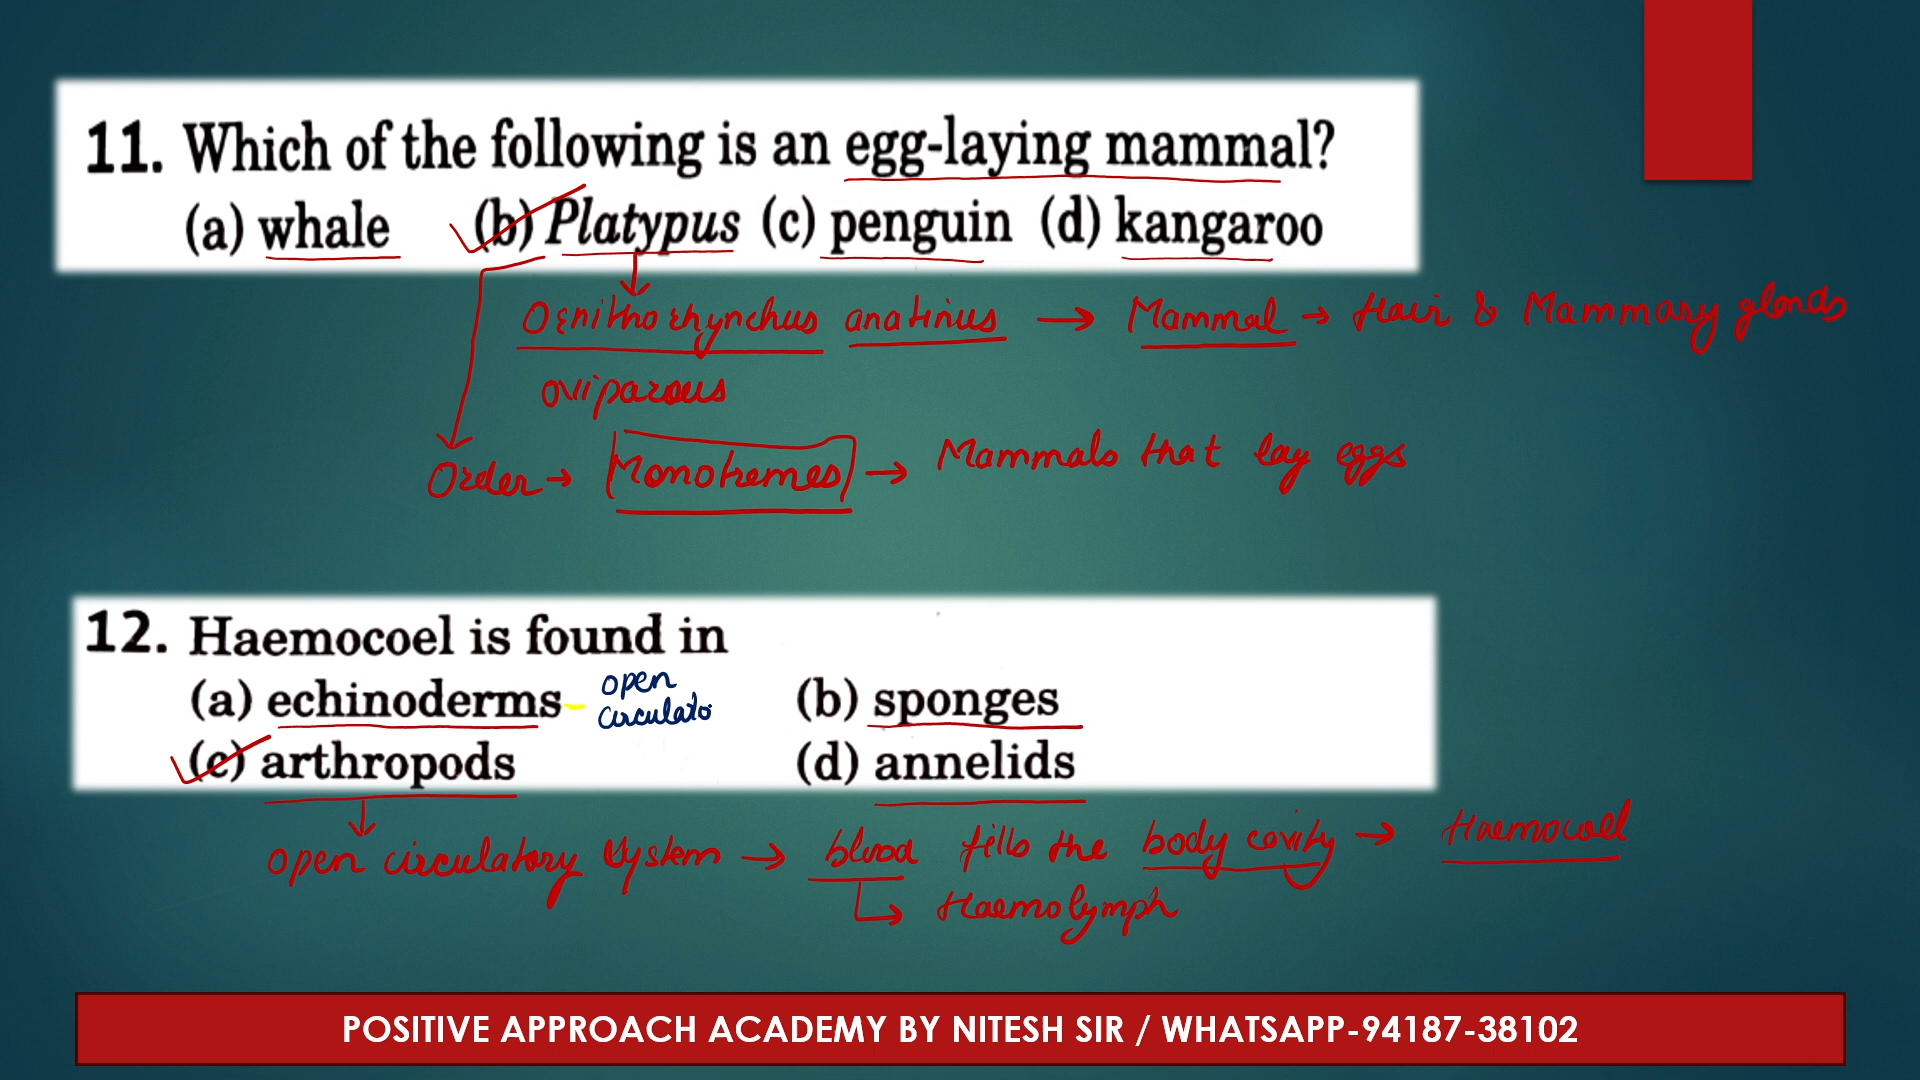 11. Which of the following is an egg-laying mammal?
(a) whale (b) Platypus (c) penguin (d) kangaroo
Ornithorhynchus anatinus → Mammal → Hair & Mammary glands
oviparous
Order → Monotremes → Mammals that lay eggs
12. Haemocoel is found in
(a) echinoderms - open circulato (b) sponges
(c) arthropods (d) annelids
open circulatory system → blood fills the body cavity → Haemocoel
Haemolymph
POSITIVE APPROACH ACADEMY BY NITESH SIR / WHATSAPP-94187-38102